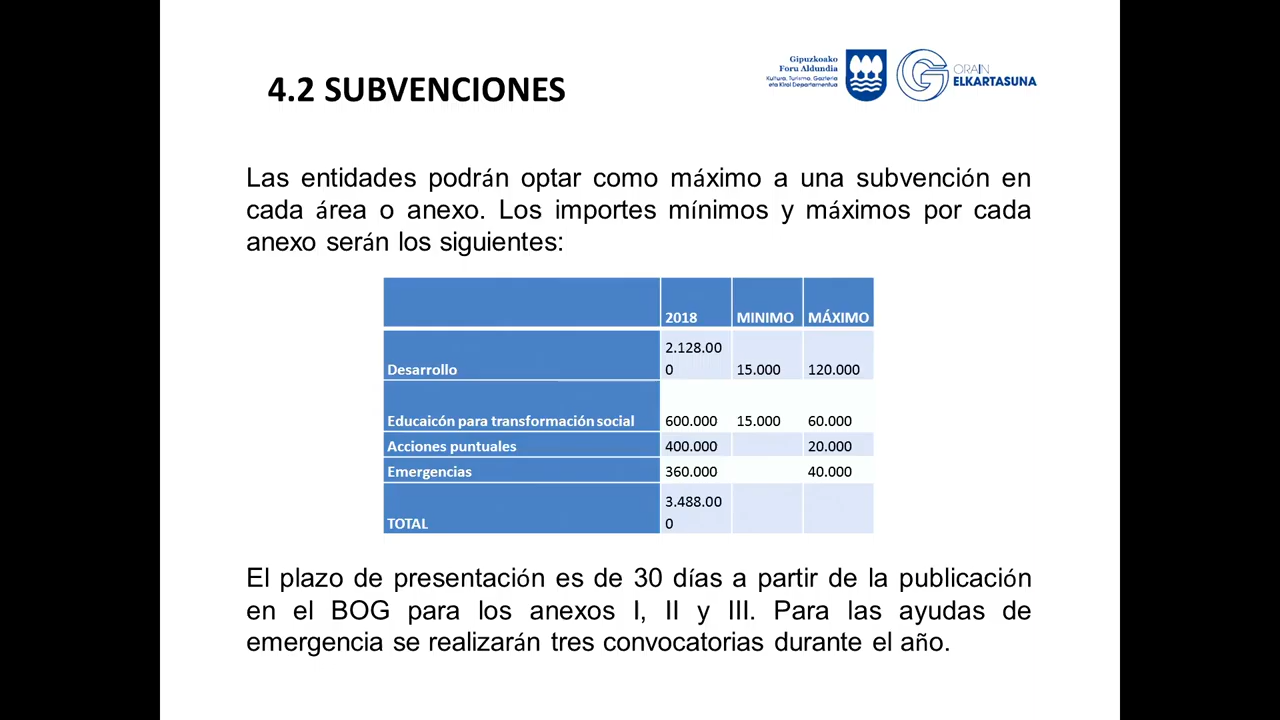 4.2 SUBVENCIONES
Gipuzkoako
Foru Aldundia
Kultura, Turismo, Gazteria
eta Kirol Departamentua
ORAIN
ELKARTASUNA
Las entidades podrán optar como máximo a una subvención en
cada área o anexo. Los importes mínimos y máximos por cada
anexo serán los siguientes:
2018 MINIMO MÁXIMO
2.128.00
Desarrollo 0 15.000 120.000
Educaicón para transformación social 600.000 15.000 60.000
Acciones puntuales 400.000 20.000
Emergencias 360.000 40.000
3.488.00
TOTAL 0
El plazo de presentación es de 30 días a partir de la publicación
en el BOG para los anexos I, II y III. Para las ayudas de
emergencia se realizarán tres convocatorias durante el año.